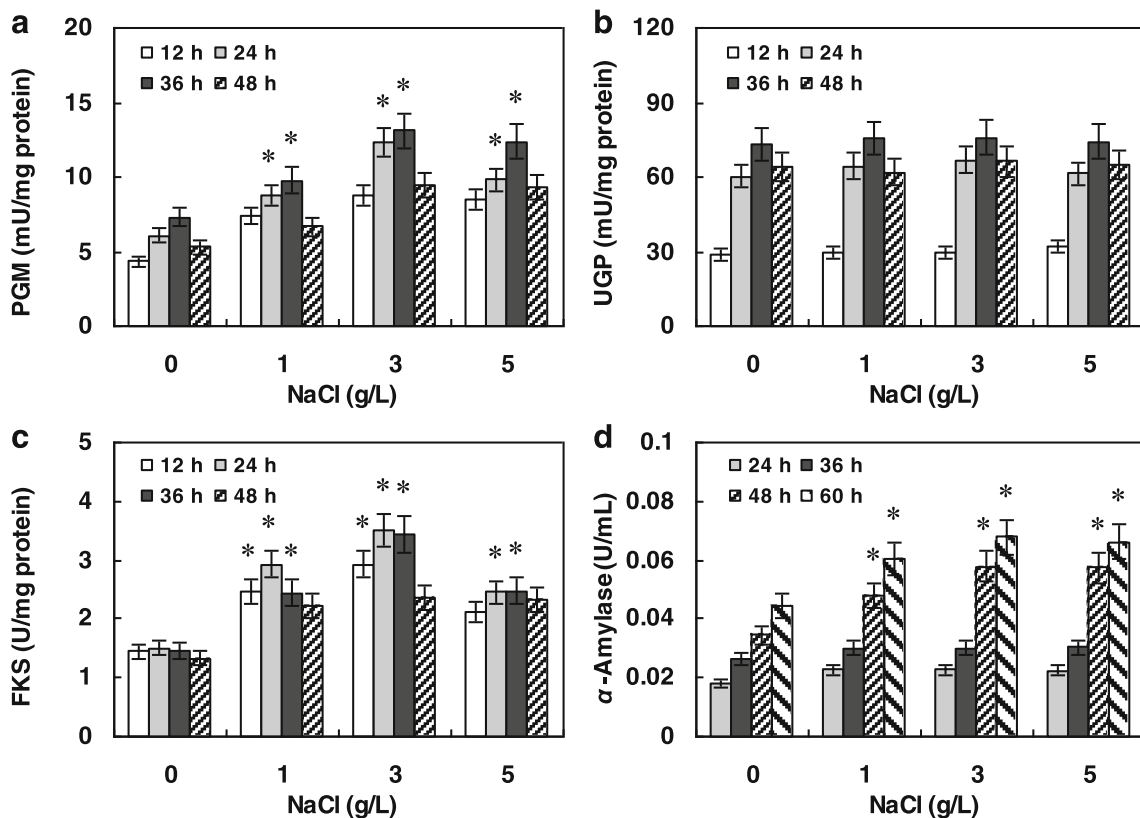 a
PGM (mU/mg protein)
20
15
10
5
0
12 h 24 h
36 h 48 h
* * * * * *
0 1 3 5
NaCl (g/L)
b
UGP (mU/mg protein)
120
90
60
30
0
12 h 24 h
36 h 48 h
0 1 3 5
NaCl (g/L)
c
FKS (U/mg protein)
5
4
3
2
1
0
12 h 24 h
36 h 48 h
* * * * * * * *
0 1 3 5
NaCl (g/L)
d
α-Amylase (U/mL)
0.1
0.08
0.06
0.04
0.02
0
24 h 36 h
48 h 60 h
* * * * * *
0 1 3 5
NaCl (g/L)